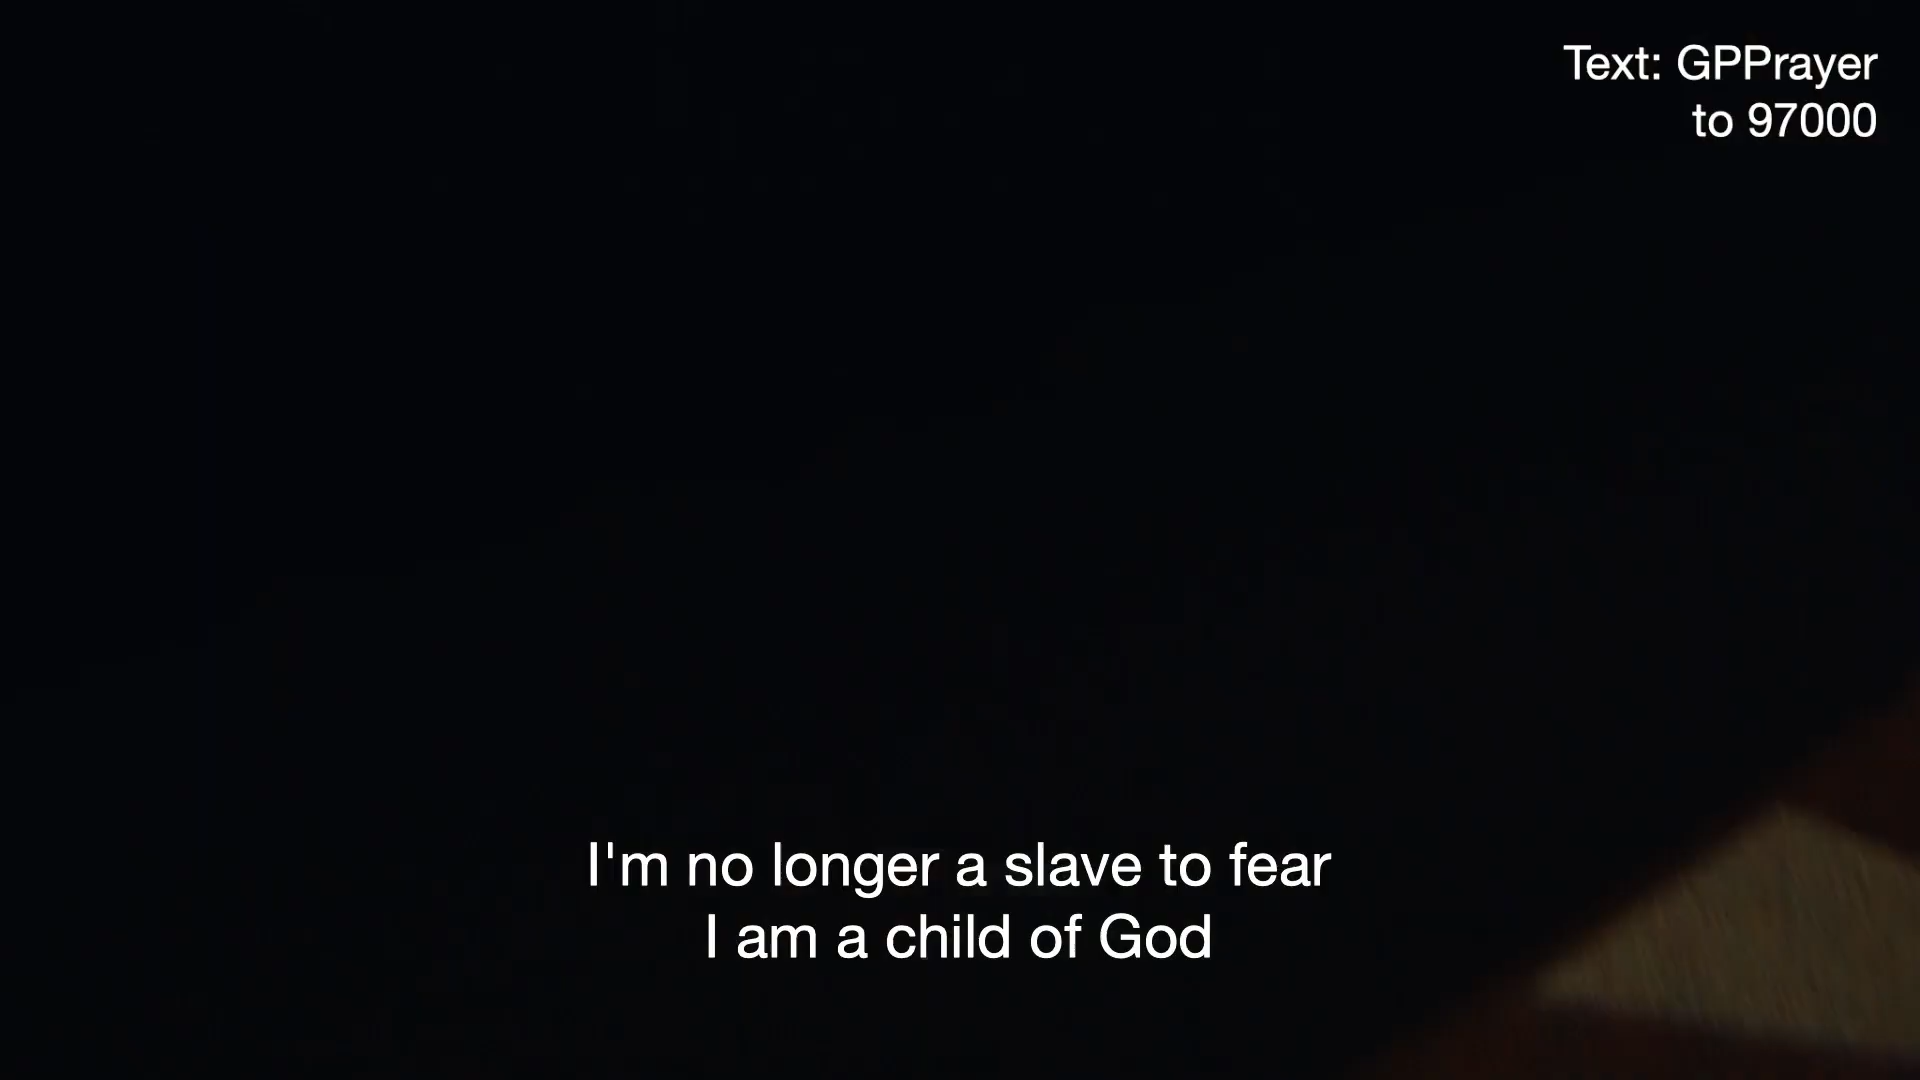 Text: GPPrayer
to 97000
I'm no longer a slave to fear
I am a child of God